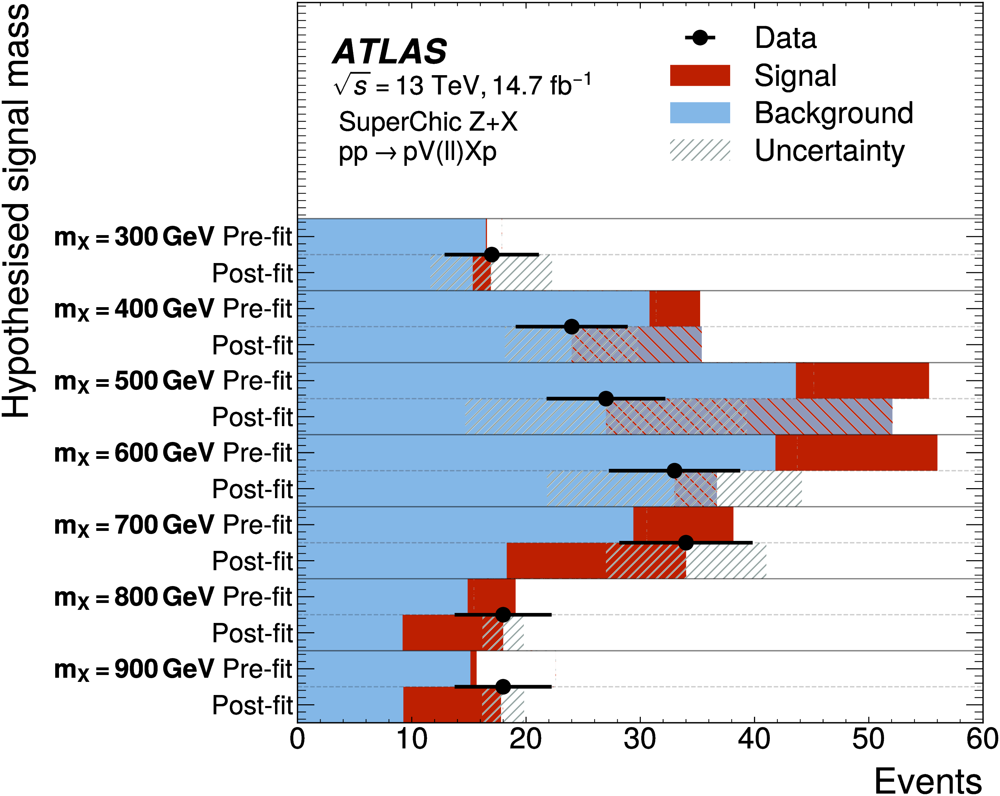 Hypothesised signal mass
ATLAS
√s = 13 TeV, 14.7 fb⁻¹
SuperChic Z+X
pp → pV(ll)Xp
Data
Signal
Background
Uncertainty
mX = 300 GeV Pre-fit
Post-fit
mX = 400 GeV Pre-fit
Post-fit
mX = 500 GeV Pre-fit
Post-fit
mX = 600 GeV Pre-fit
Post-fit
mX = 700 GeV Pre-fit
Post-fit
mX = 800 GeV Pre-fit
Post-fit
mX = 900 GeV Pre-fit
Post-fit
0 10 20 30 40 50 60
Events